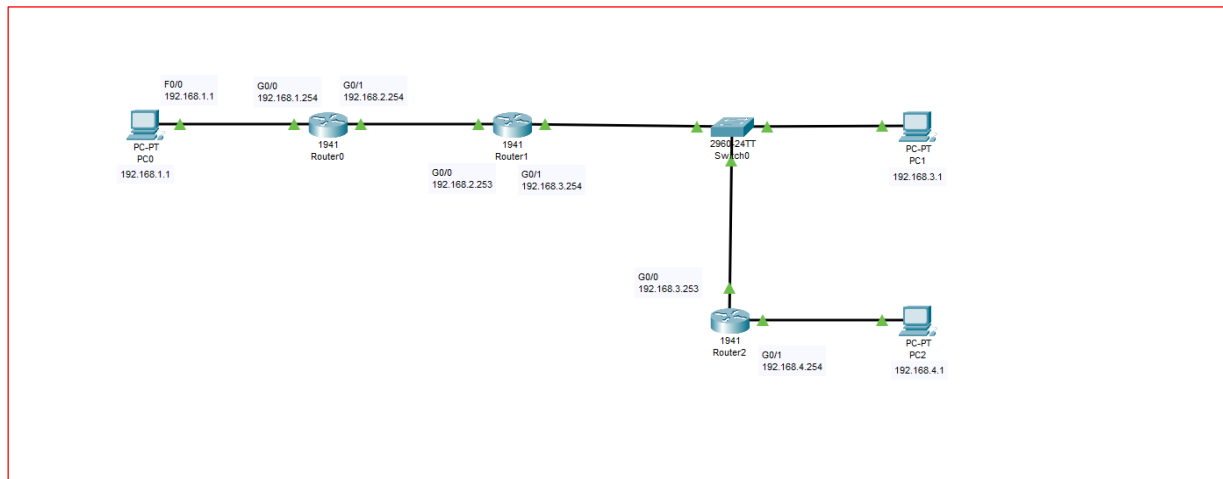 F0/0
192.168.1.1
G0/0
192.168.1.254
G0/1
192.168.2.254
PC-PT
PC0
192.168.1.1
1941
Router0
1941
Router1
G0/0
192.168.2.253
G0/1
192.168.3.254
2960-24TT
Switch0
PC-PT
PC1
192.168.3.1
G0/0
192.168.3.253
1941
Router2
G0/1
192.168.4.254
PC-PT
PC2
192.168.4.1